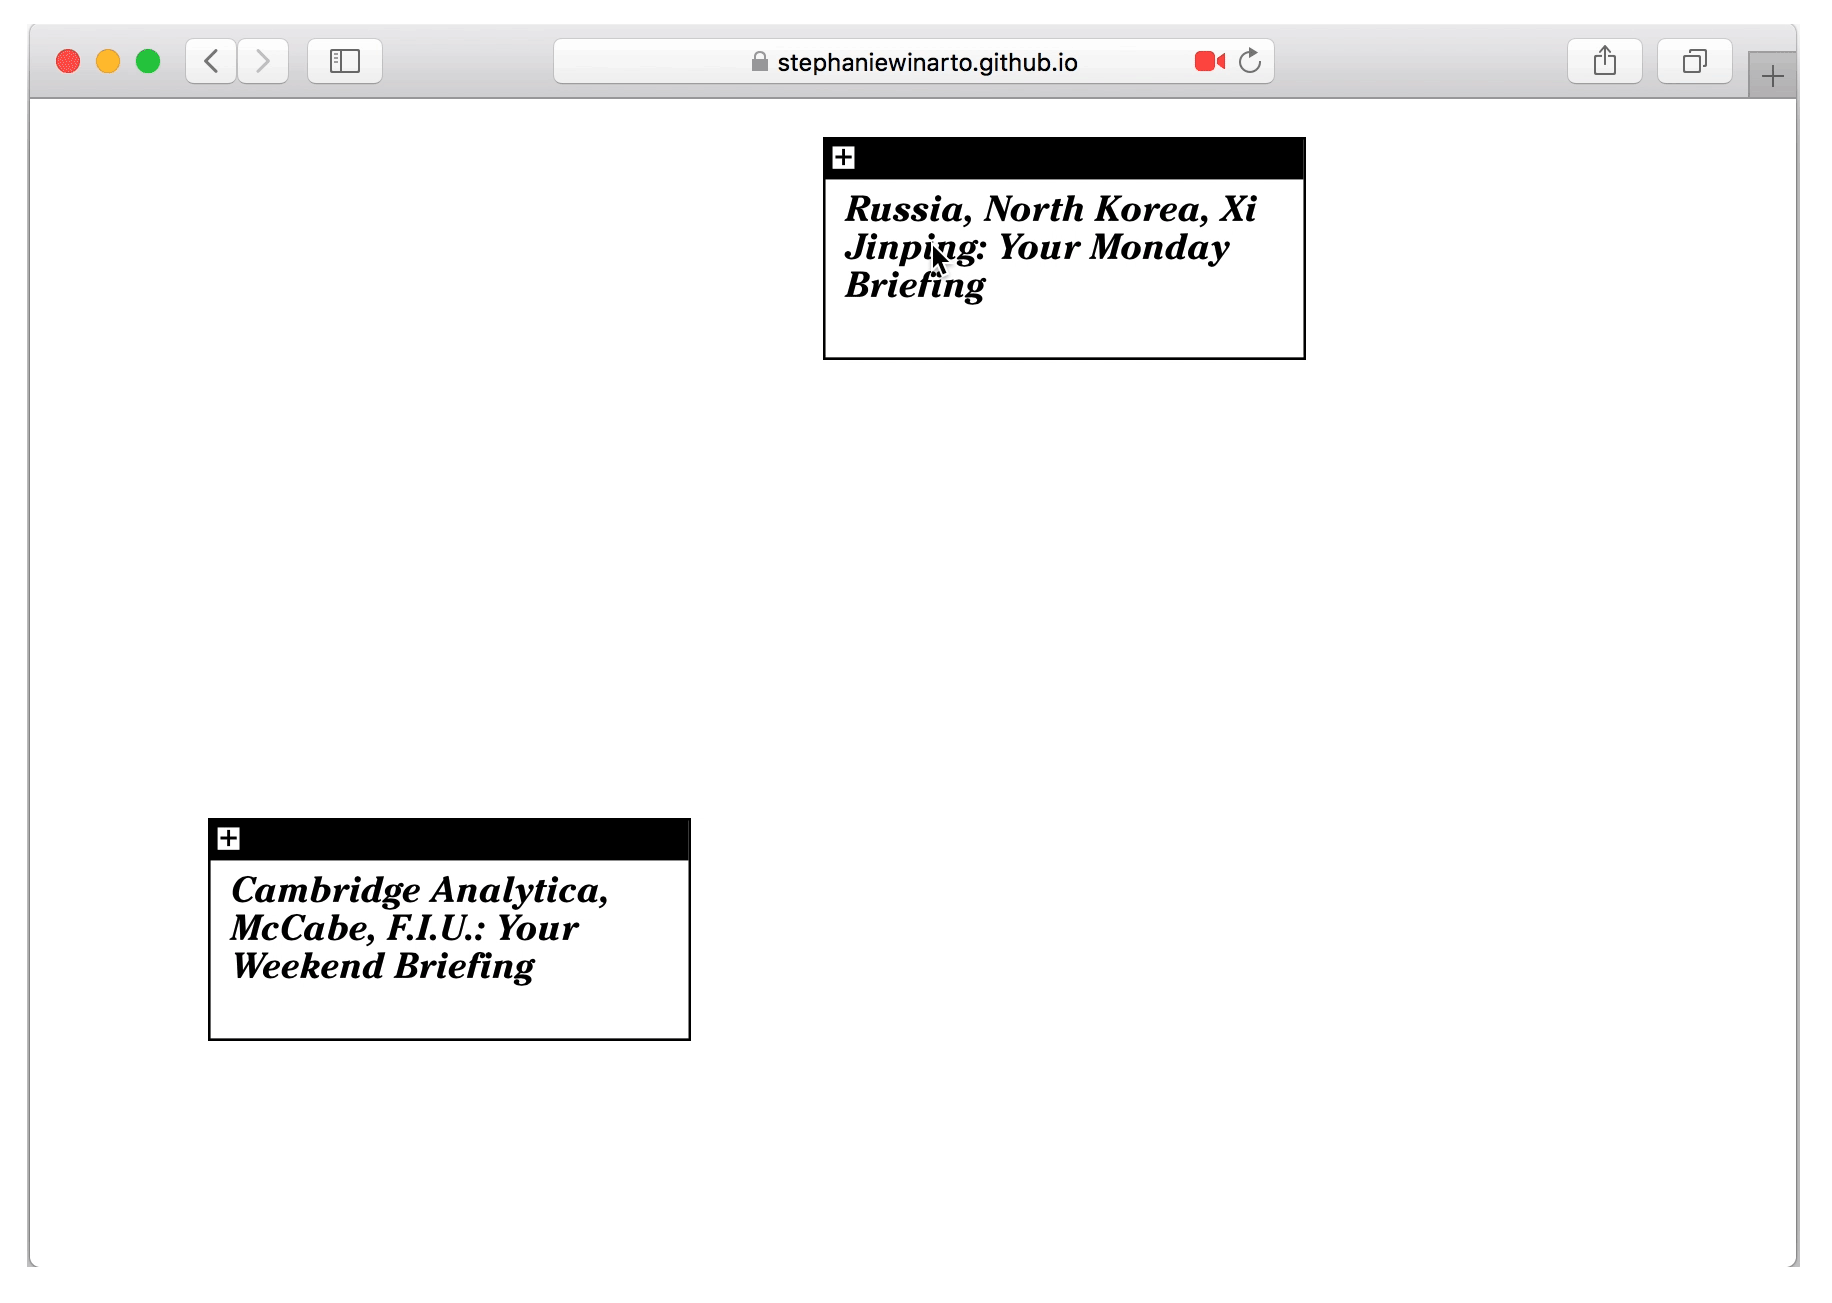 stephaniewinarto.github.io
Russia, North Korea, Xi
Jinping: Your Monday
Briefing
Cambridge Analytica,
McCabe, F.I.U.: Your
Weekend Briefing